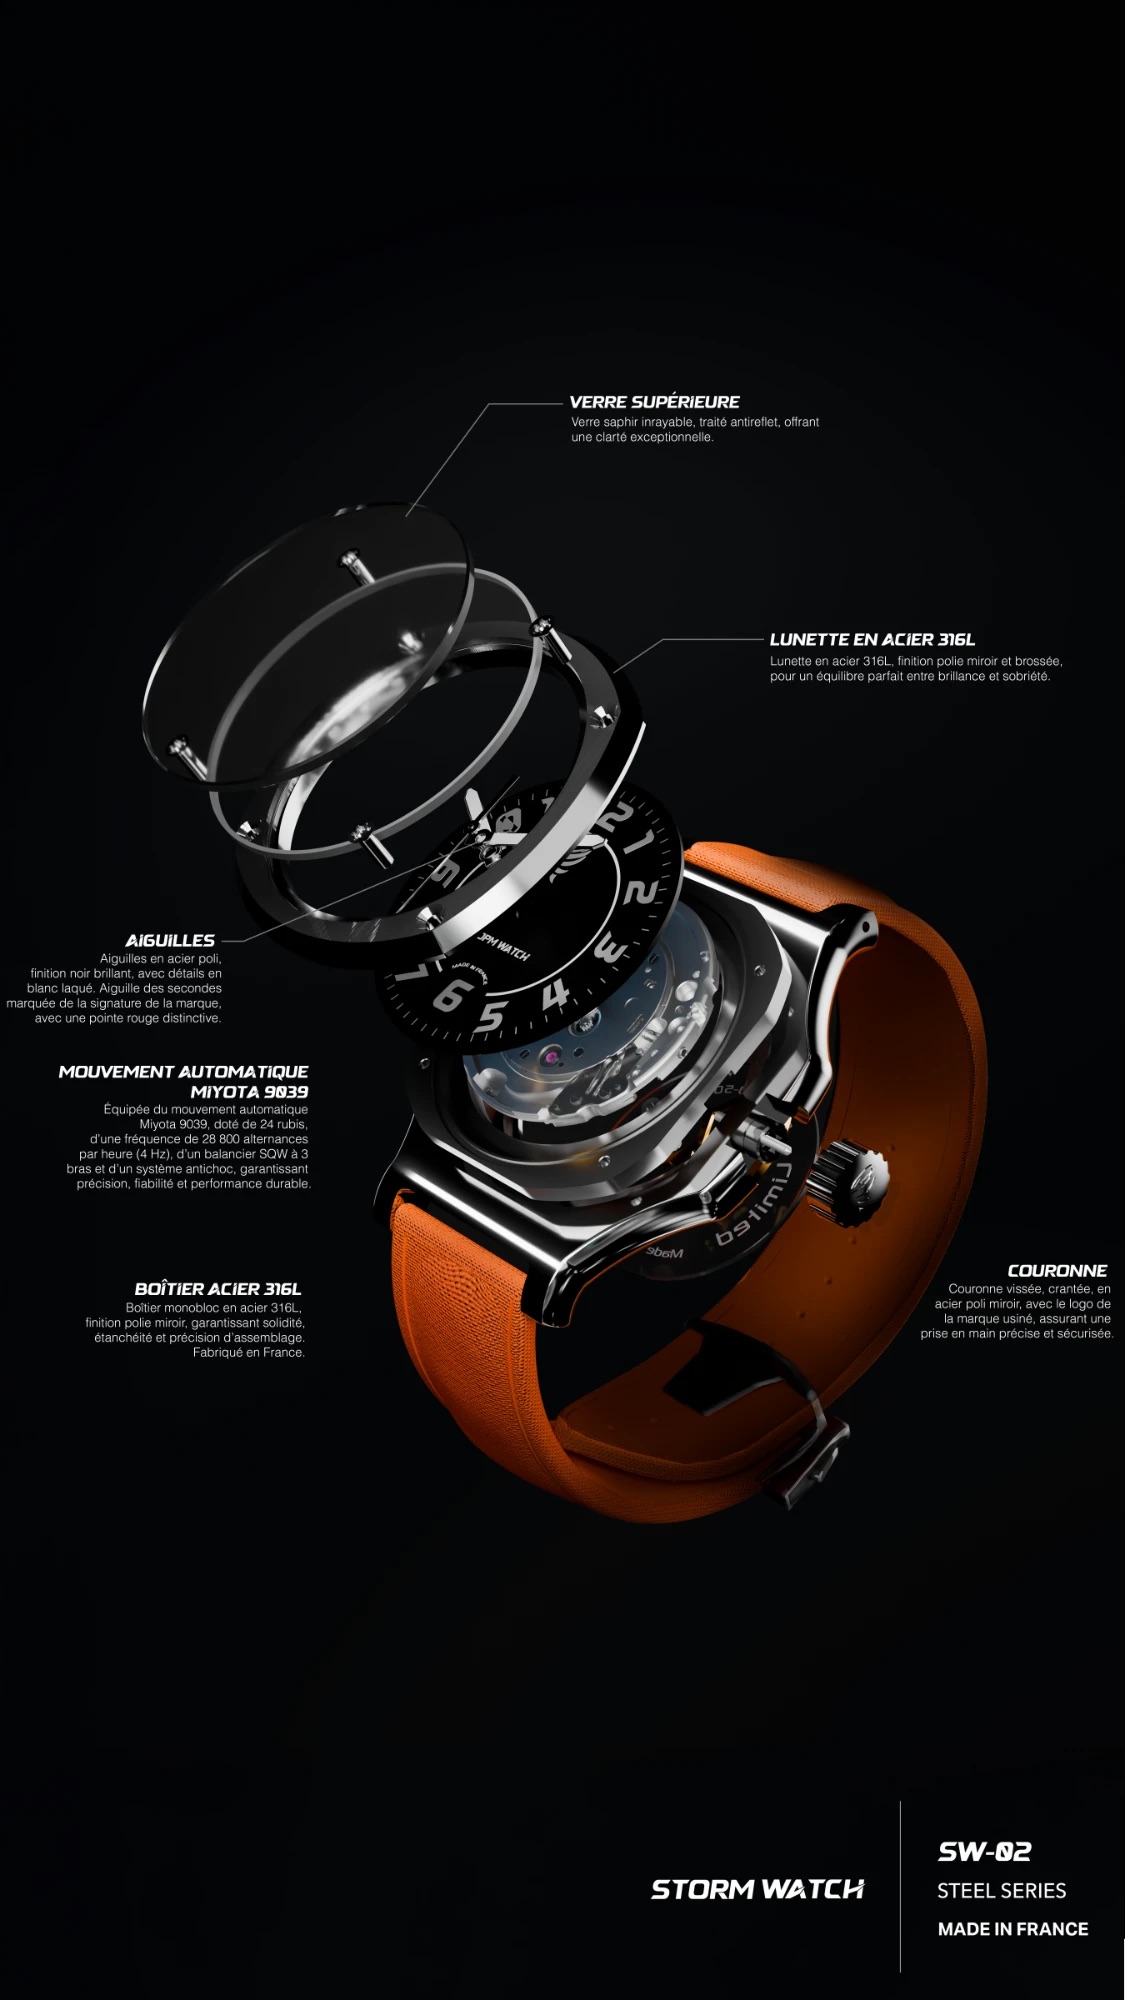 VERRE SUPÉRIEURE
Verre saphir inrayable, traité antireflet, offrant
une clarté exceptionnelle.
LUNETTE EN ACIER 316L
Lunette en acier 316L, finition polie miroir et brossée,
pour un équilibre parfait entre brillance et sobriété.
AIGUILLES
Aiguilles en acier poli,
finition noir brillant, avec détails en
blanc laqué. Aiguille des secondes
marquée de la signature de la marque,
avec une pointe rouge distinctive.
MOUVEMENT AUTOMATIQUE
MIYOTA 9039
Équipée du mouvement automatique
Miyota 9039, doté de 24 rubis,
d'une fréquence de 28 800 alternances
par heure (4 Hz), d'un balancier SQW à 3
bras et d'un système antichoc, garantissant
précision, fiabilité et performance durable.
BOÎTIER ACIER 316L
Boîtier monobloc en acier 316L,
finition polie miroir, garantissant solidité,
étanchéité et précision d'assemblage.
Fabriqué en France.
COURONNE
Couronne vissée, crantée, en
acier poli miroir, avec le logo de
la marque usiné, assurant une
prise en main précise et sécurisée.
1
2
3
4
5
6
7
WATCH
MADE IN FRANCE
Limited
Made
STORM WATCH
SW-02
STEEL SERIES
MADE IN FRANCE